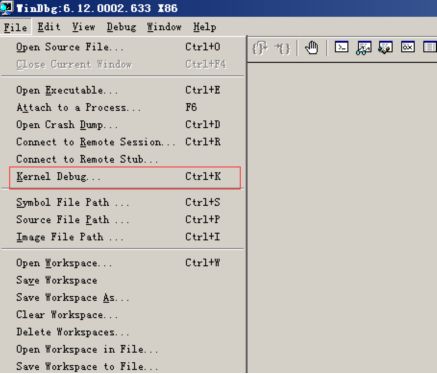 WinDbg:6.12.0002.633 X86
File Edit View Debug Window Help
Open Source File... Ctrl+O
Close Current Window Ctrl+F4
Open Executable... Ctrl+E
Attach to a Process... F6
Open Crash Dump... Ctrl+D
Connect to Remote Session... Ctrl+R
Connect to Remote Stub...
Kernel Debug... Ctrl+K
Symbol File Path ... Ctrl+S
Source File Path ... Ctrl+P
Image File Path ... Ctrl+I
Open Workspace... Ctrl+W
Save Workspace
Save Workspace As...
Clear Workspace...
Delete Workspaces...
Open Workspace in File...
Save Workspace to File...